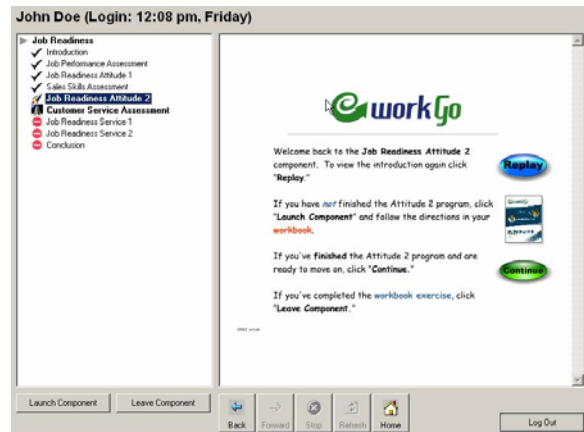 John Doe (Login: 12:08 pm, Friday)
Job Readiness
Introduction
Job Performance Assessment
Job Readiness Attitude 1
Sales Skills Assessment
Job Readiness Attitude 2
Customer Service Assessment
Job Readiness Service 1
Job Readiness Service 2
Conclusion
workGo
Welcome back to the Job Readiness Attitude 2
component. To view the introduction again click
"Replay."
Replay
If you have not finished the Attitude 2 program, click
"Launch Component" and follow the directions in your
workbook.
If you've finished the Attitude 2 program and are
ready to move on, click "Continue."
Continue
If you've completed the workbook exercise, click
"Leave Component."
Launch Component
Leave Component
Back
Forward
Stop
Refresh
Home
Log Out